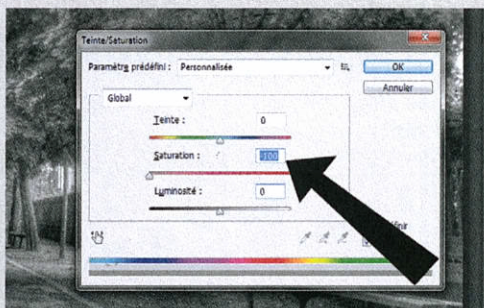 Teinte/Saturation
Paramètre prédéfini : Personnalisée
OK
Annuler
Global
Teinte : 0
Saturation : -100
Luminosité : 0